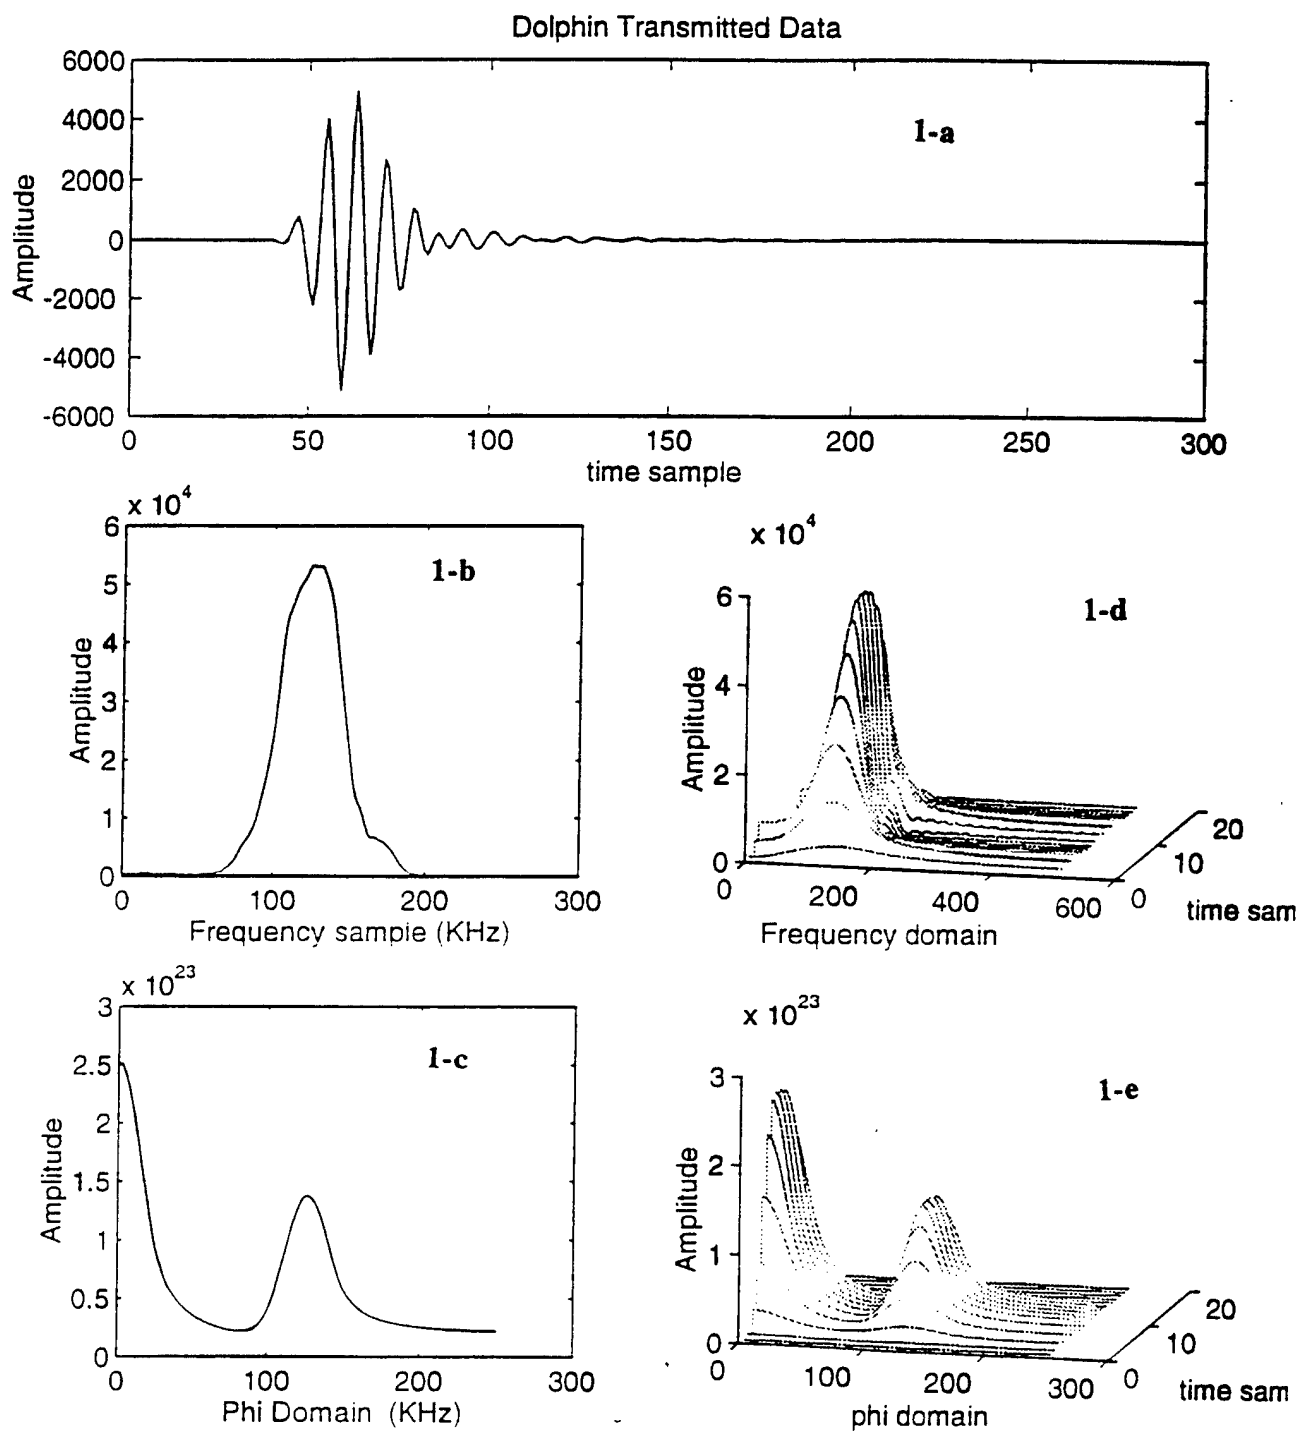 Dolphin Transmitted Data
6000
4000
2000
0
-2000
-4000
-6000
Amplitude
1-a
0 50 100 150 200 250 300
time sample
x 10^4
6
5
4
3
2
1
0
Amplitude
1-b
0 100 200 300
Frequency sample (KHz)
x 10^4
6
4
2
0
Amplitude
1-d
0 200 400 600
Frequency domain
0 10 20
time sam
x 10^23
3
2.5
2
1.5
1
0.5
0
Amplitude
1-c
0 100 200 300
Phi Domain (KHz)
x 10^23
3
2
1
0
Amplitude
1-e
0 100 200 300
phi domain
0 10 20
time sam